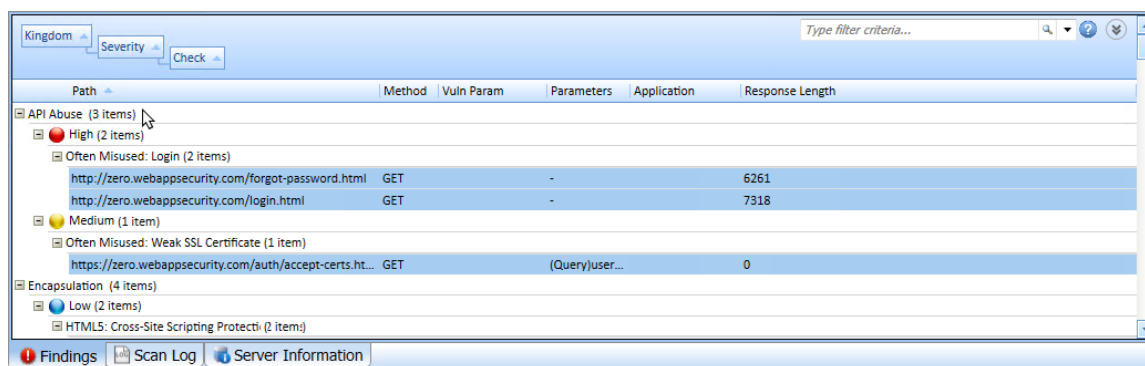 Kingdom
Severity
Check
Type filter criteria...
Path Method Vuln Param Parameters Application Response Length
API Abuse (3 items)
High (2 items)
Often Misused: Login (2 items)
http://zero.webappsecurity.com/forgot-password.html GET - 6261
http://zero.webappsecurity.com/login.html GET - 7318
Medium (1 item)
Often Misused: Weak SSL Certificate (1 item)
https://zero.webappsecurity.com/auth/accept-certs.ht... GET (Query)user... 0
Encapsulation (4 items)
Low (2 items)
HTML5: Cross-Site Scripting Protecti (2 items)
Findings Scan Log Server Information